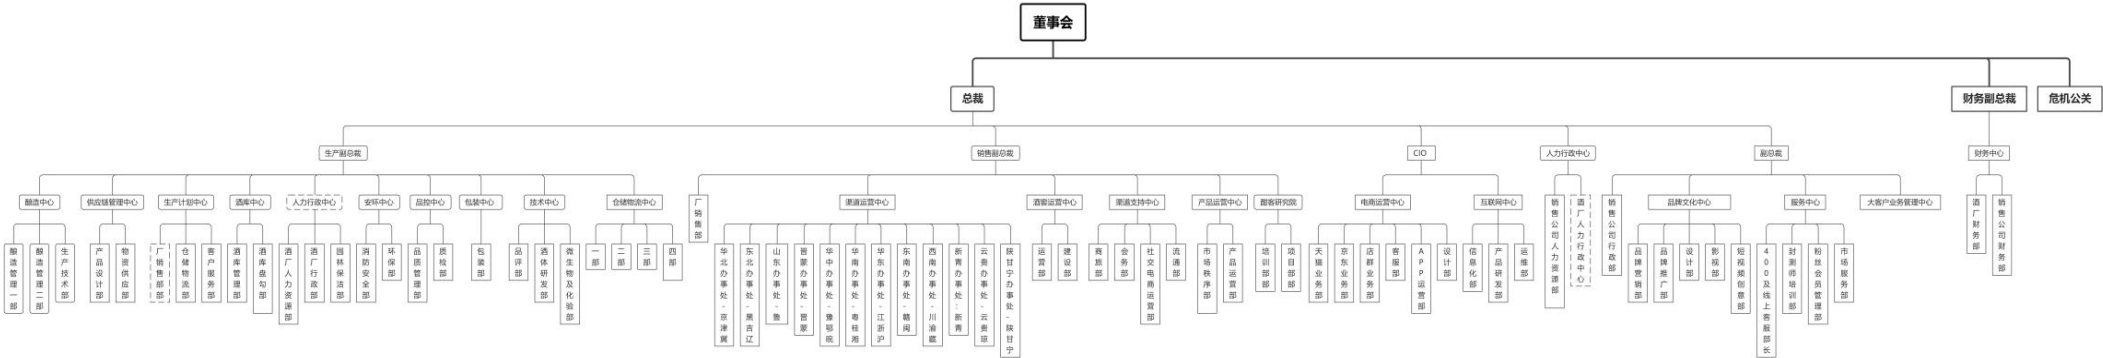 董事会
总裁
财务副总裁
危机公关
生产副总裁
销售副总裁
CIO
人力行政中心
副总裁
财务中心
酿造中心
供应链管理中心
生产计划中心
酒库中心
人力行政中心
安环中心
品控中心
包装中心
技术中心
仓储物流中心
厂销售部
渠道运营中心
酒窖运营中心
渠道支持中心
产品运营中心
酣客研究院
电商运营中心
互联网中心
销售公司人力资源部
酒厂人力行政中心
销售公司行政部
品牌文化中心
服务中心
大客户业务管理中心
酒厂财务部
销售公司财务部
酿造管理一部
酿造管理二部
生产技术部
产品设计部
物资供应部
厂销售部部
仓储物流部
客户服务部
酒库管理部
酒库盘勾部
酒厂人力资源部
酒厂行政部
园林保洁部
消防安全部
环保部
品质管理部
质检部
包装部
品评部
酒体研发部
微生物及化验部
一部
二部
三部
四部
华北办事处-京津冀
东北办事处-黑吉辽
山东办事处-鲁
晋蒙办事处-晋蒙
华中办事处-豫鄂皖
华南办事处-粤桂湘
华东办事处-江浙沪
东南办事处-赣闽
西南办事处-川渝藏
新青办事处:新青
云贵办事处-云贵琼
陕甘宁办事处-陕甘宁
运营部
建设部
商旅部
会务部
社交电商运营部
流通部
市场秩序部
产品运营部
培训部部
项目部部
天猫业务部
京东业务部
店群业务部
客服部
APP运营部
设计部
信息化部
产品研发部
运维部
品牌营销部
品牌推广部
设计部
影视部
短视频创意部
400及线上客服部长
封测师培训部
粉丝会员管理部
市场服务部